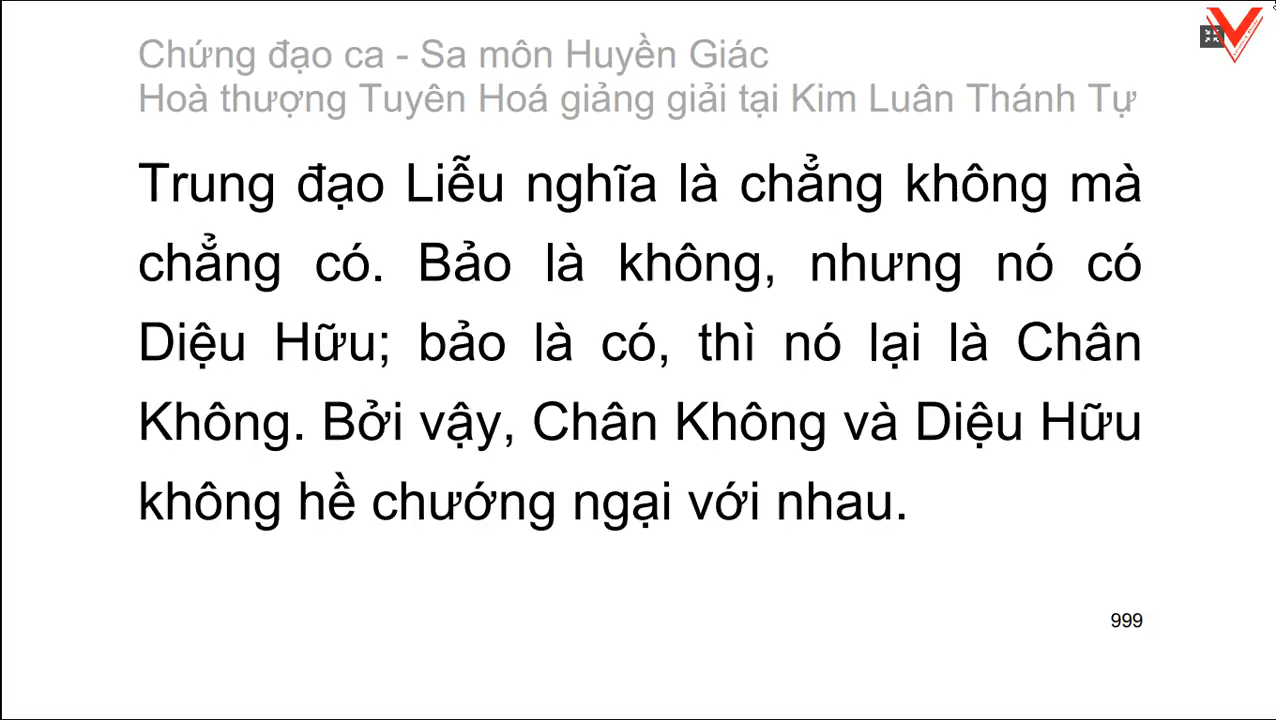 Chứng đạo ca - Sa môn Huyền Giác
Hoà thượng Tuyên Hoá giảng giải tại Kim Luân Thánh Tự
Trung đạo Liễu nghĩa là chẳng không mà
chẳng có. Bảo là không, nhưng nó có
Diệu Hữu; bảo là có, thì nó lại là Chân
Không. Bởi vậy, Chân Không và Diệu Hữu
không hề chướng ngại với nhau.
999